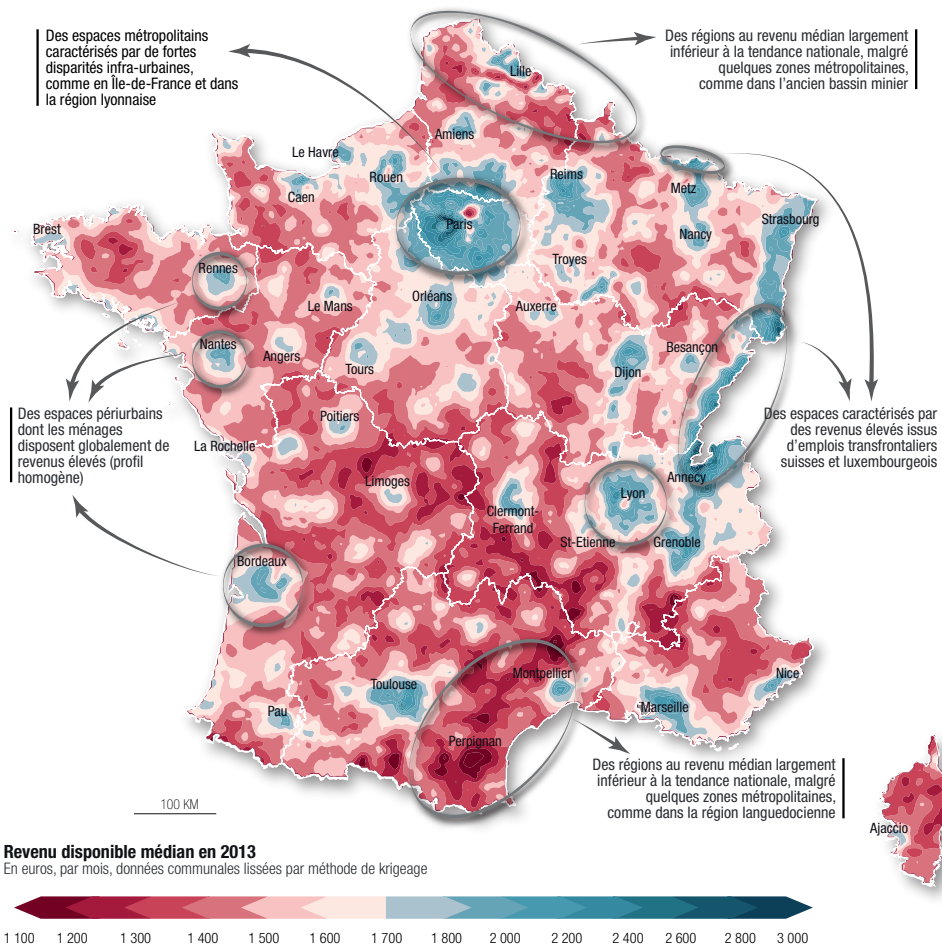 Des espaces métropolitains
caractérisés par de fortes
disparités infra-urbaines,
comme en Île-de-France et dans
la région lyonnaise
Des régions au revenu médian largement
inférieur à la tendance nationale, malgré
quelques zones métropolitaines,
comme dans l'ancien bassin minier
Lille
Amiens
Le Havre
Rouen
Reims
Caen
Metz
Strasbourg
Paris
Nancy
Brest
Rennes
Troyes
Orléans
Le Mans
Auxerre
Nantes
Angers
Tours
Besançon
Dijon
Des espaces périurbains
dont les ménages
disposent globalement de
revenus élevés (profil
homogène)
Des espaces caractérisés par
des revenus élevés issus
d'emplois transfrontaliers
suisses et luxembourgeois
Poitiers
La Rochelle
Limoges
Annecy
Lyon
Clermont-
Ferrand
St-Etienne
Grenoble
Bordeaux
Montpellier
Nice
Toulouse
Marseille
Pau
Perpignan
Des régions au revenu médian largement
inférieur à la tendance nationale, malgré
quelques zones métropolitaines,
comme dans la région languedocienne
100 KM
Ajaccio
Revenu disponible médian en 2013
En euros, par mois, données communales lissées par méthode de krigeage
1 100 1 200 1 300 1 400 1 500 1 600 1 700 1 800 2 000 2 200 2 400 2 600 2 800 3 000